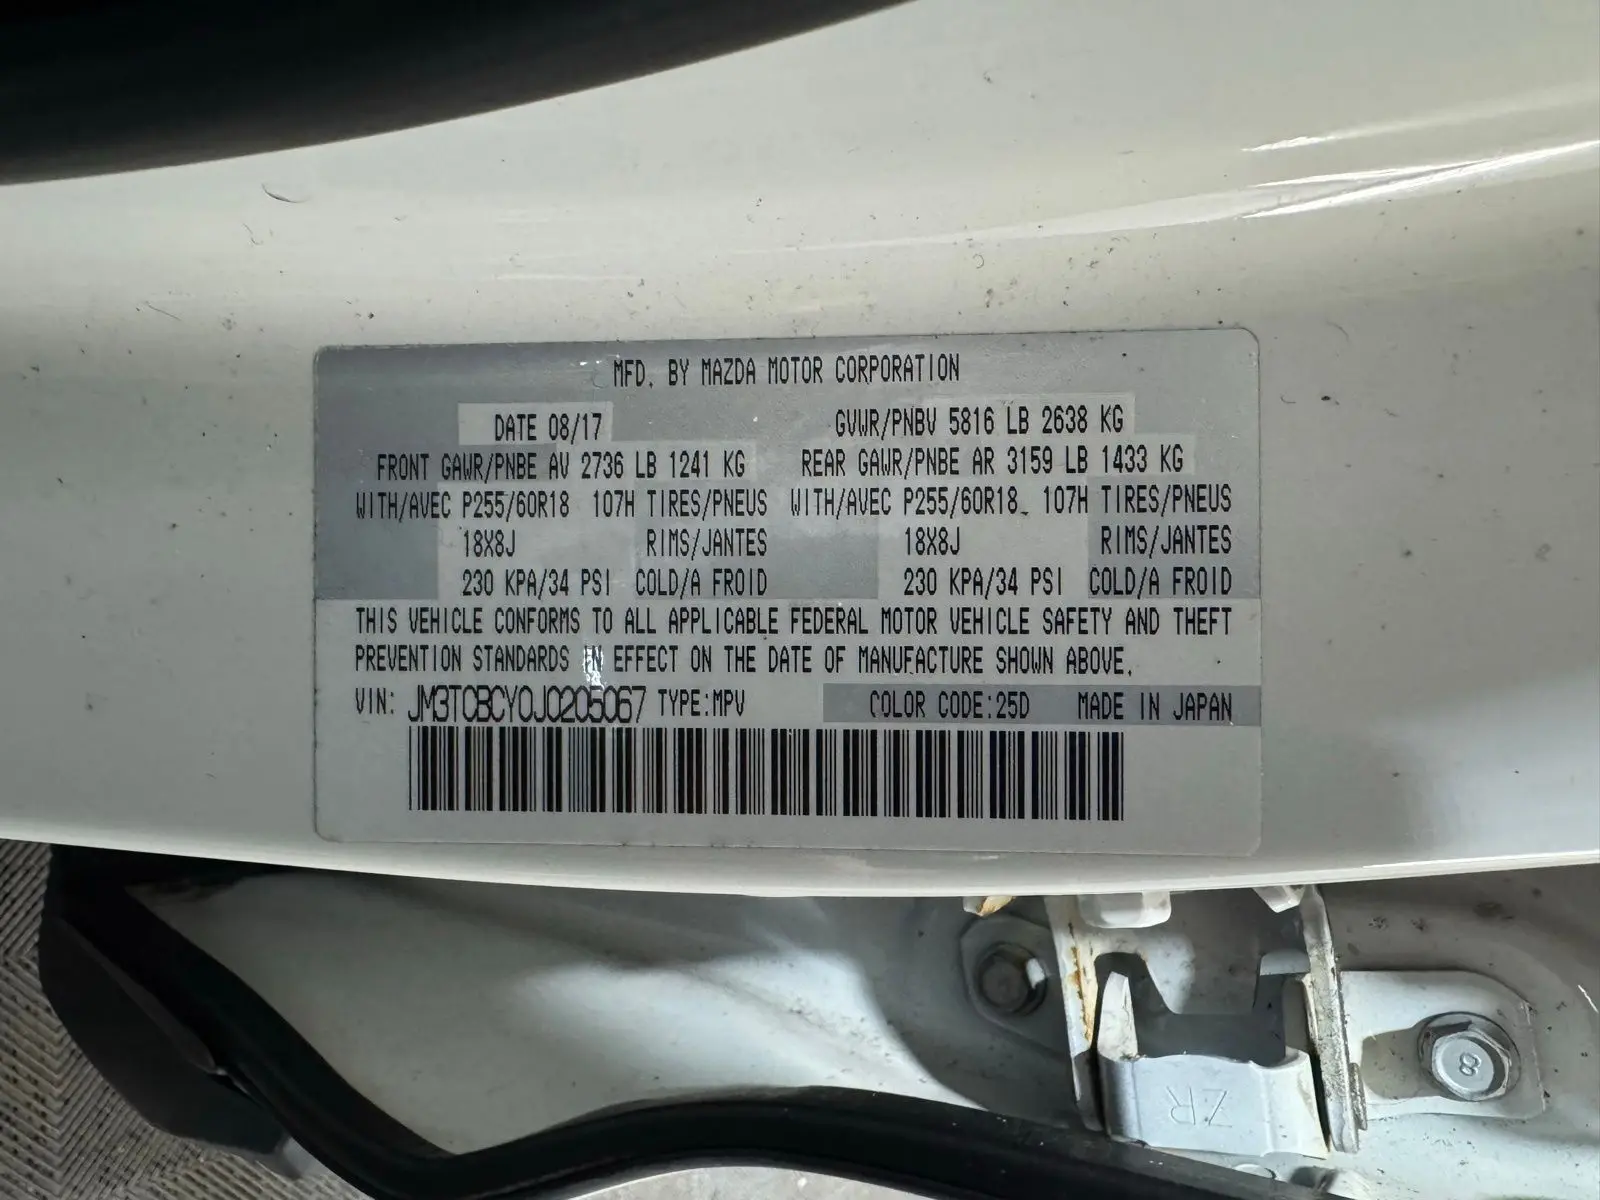 MFD. BY MAZDA MOTOR CORPORATION
DATE 08/17 GVWR/PNBV 5816 LB 2638 KG
FRONT GAWR/PNBE AV 2736 LB 1241 KG REAR GAWR/PNBE AR 3159 LB 1433 KG
WITH/AVEC P255/60R18 107H TIRES/PNEUS WITH/AVEC P255/60R18 107H TIRES/PNEUS
18X8J RIMS/JANTES 18X8J RIMS/JANTES
230 KPA/34 PSI COLD/A FROID 230 KPA/34 PSI COLD/A FROID
THIS VEHICLE CONFORMS TO ALL APPLICABLE FEDERAL MOTOR VEHICLE SAFETY AND THEFT
PREVENTION STANDARDS IN EFFECT ON THE DATE OF MANUFACTURE SHOWN ABOVE.
VIN: JM3TCBCY0J0205067 TYPE:MPV COLOR CODE:25D MADE IN JAPAN
8
ZR